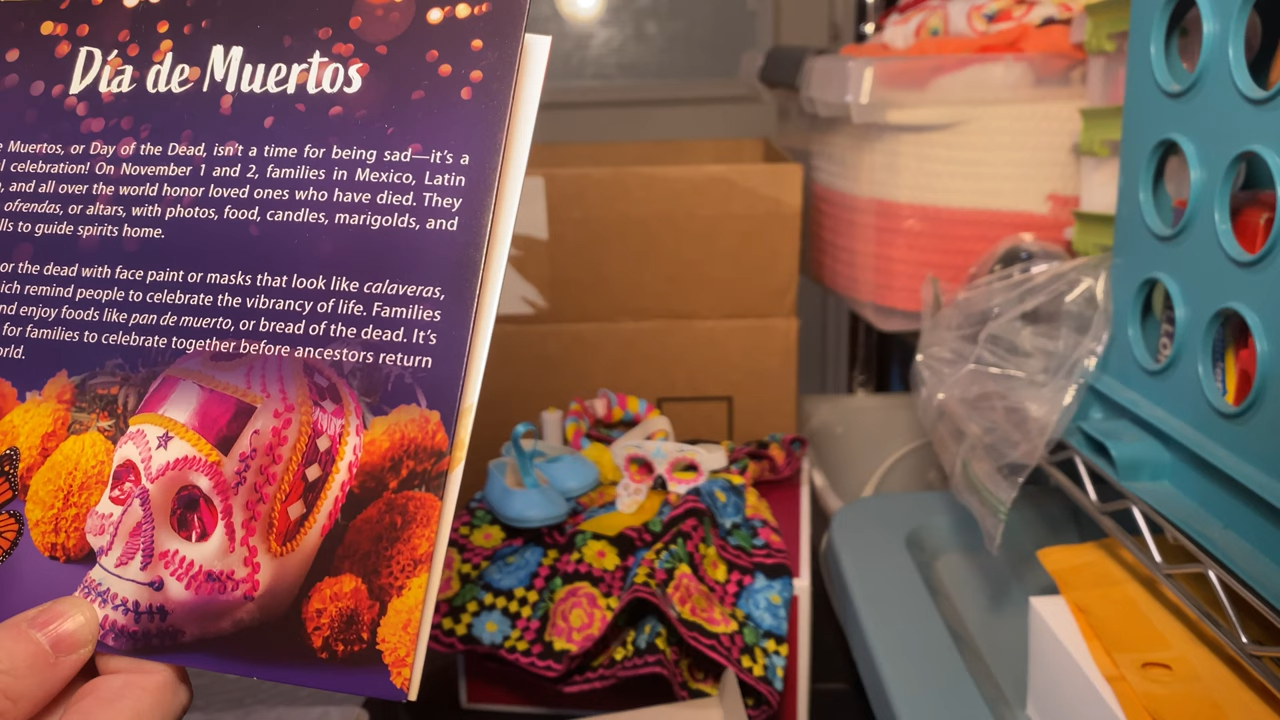 Día de Muertos
Muertos, or Day of the Dead, isn't a time for being sad—it's a
celebration! On November 1 and 2, families in Mexico, Latin
and all over the world honor loved ones who have died. They
ofrendas, or altars, with photos, food, candles, marigolds, and
to guide spirits home.
the dead with face paint or masks that look like calaveras,
remind people to celebrate the vibrancy of life. Families
enjoy foods like pan de muerto, or bread of the dead. It's
for families to celebrate together before ancestors return